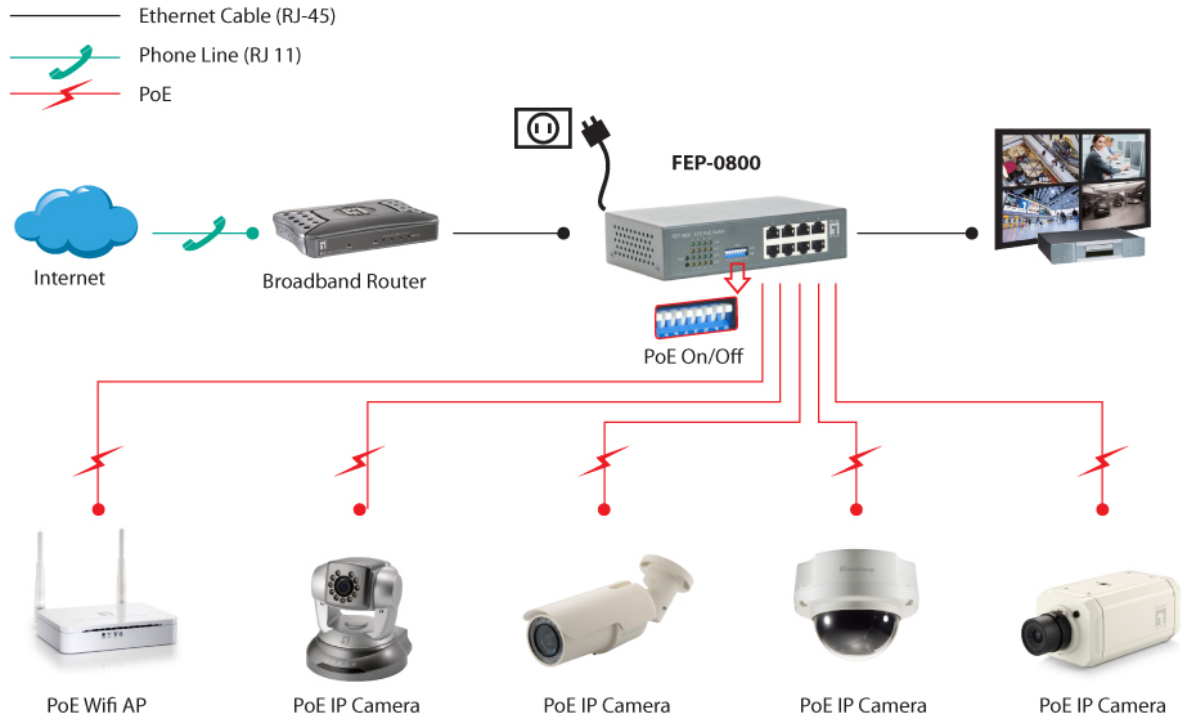 Ethernet Cable (RJ-45)
Phone Line (RJ 11)
PoE
FEP-0800
Internet
Broadband Router
PoE On/Off
PoE Wifi AP
PoE IP Camera
PoE IP Camera
PoE IP Camera
PoE IP Camera